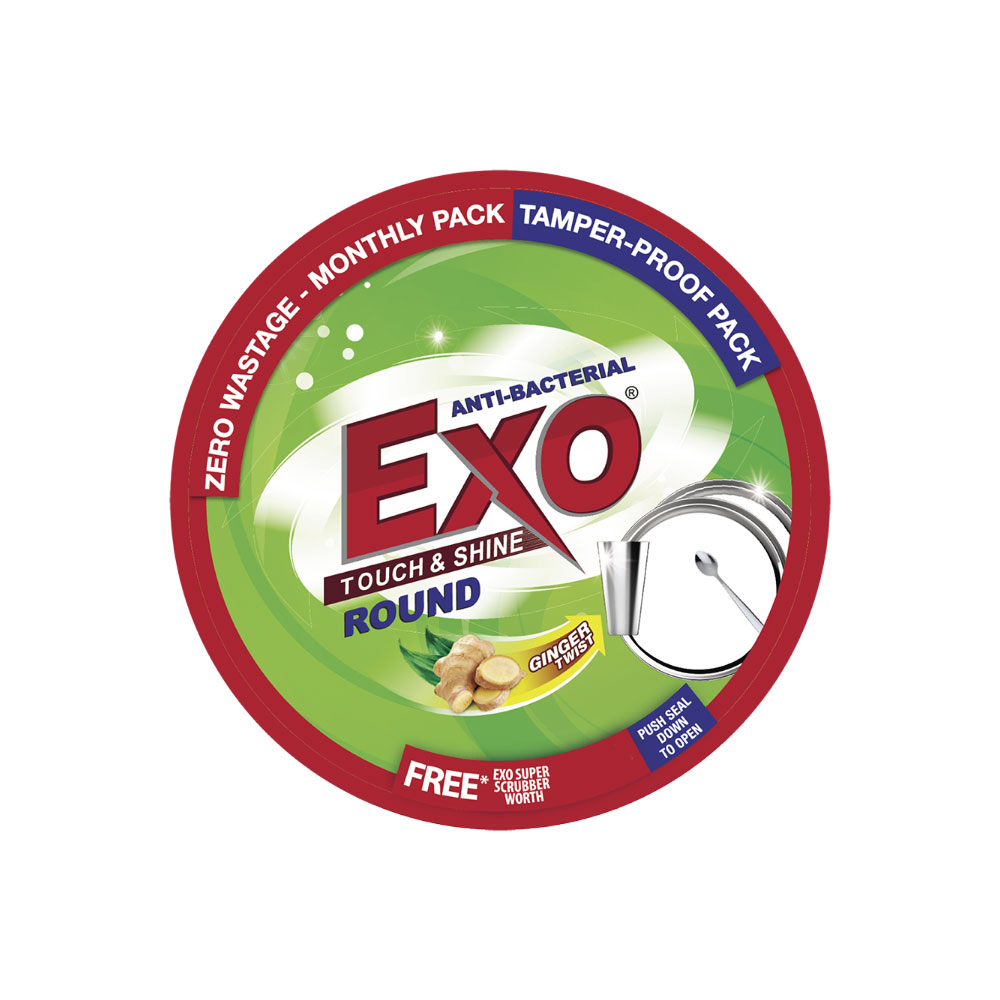 ZERO WASTAGE - MONTHLY PACK
TAMPER-PROOF PACK
ANTI-BACTERIAL
EXO®
TOUCH & SHINE
ROUND
GINGER
TWIST
PUSH SEAL
DOWN
TO OPEN
FREE*
EXO SUPER
SCRUBBER
WORTH